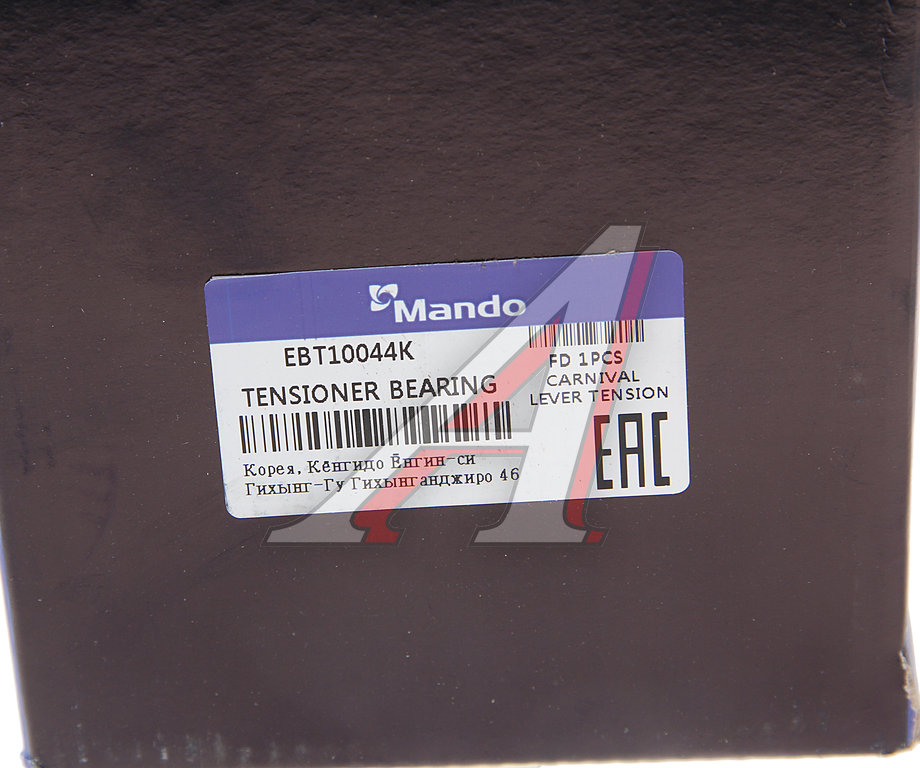 Mando
EBT10044K
TENSIONER BEARING
FD 1PCS
CARNIVAL
LEVER TENSION
EAC
Корея, Кёнгидо Ёнгин-си
Гихынг-Гу Гихынганджиро 46